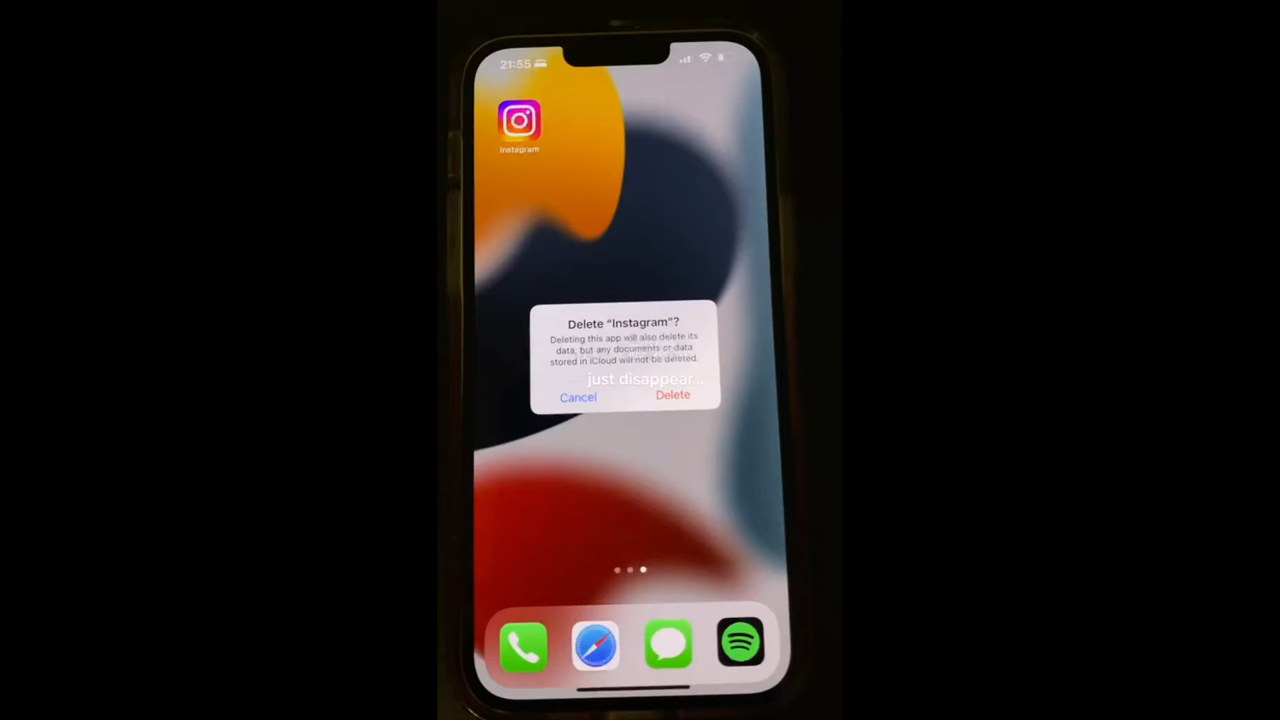 21:55
Instagram
Delete “Instagram”?
Deleting this app will also delete its
data, but any documents or data
stored in iCloud will not be deleted.
just disappear...
Cancel
Delete